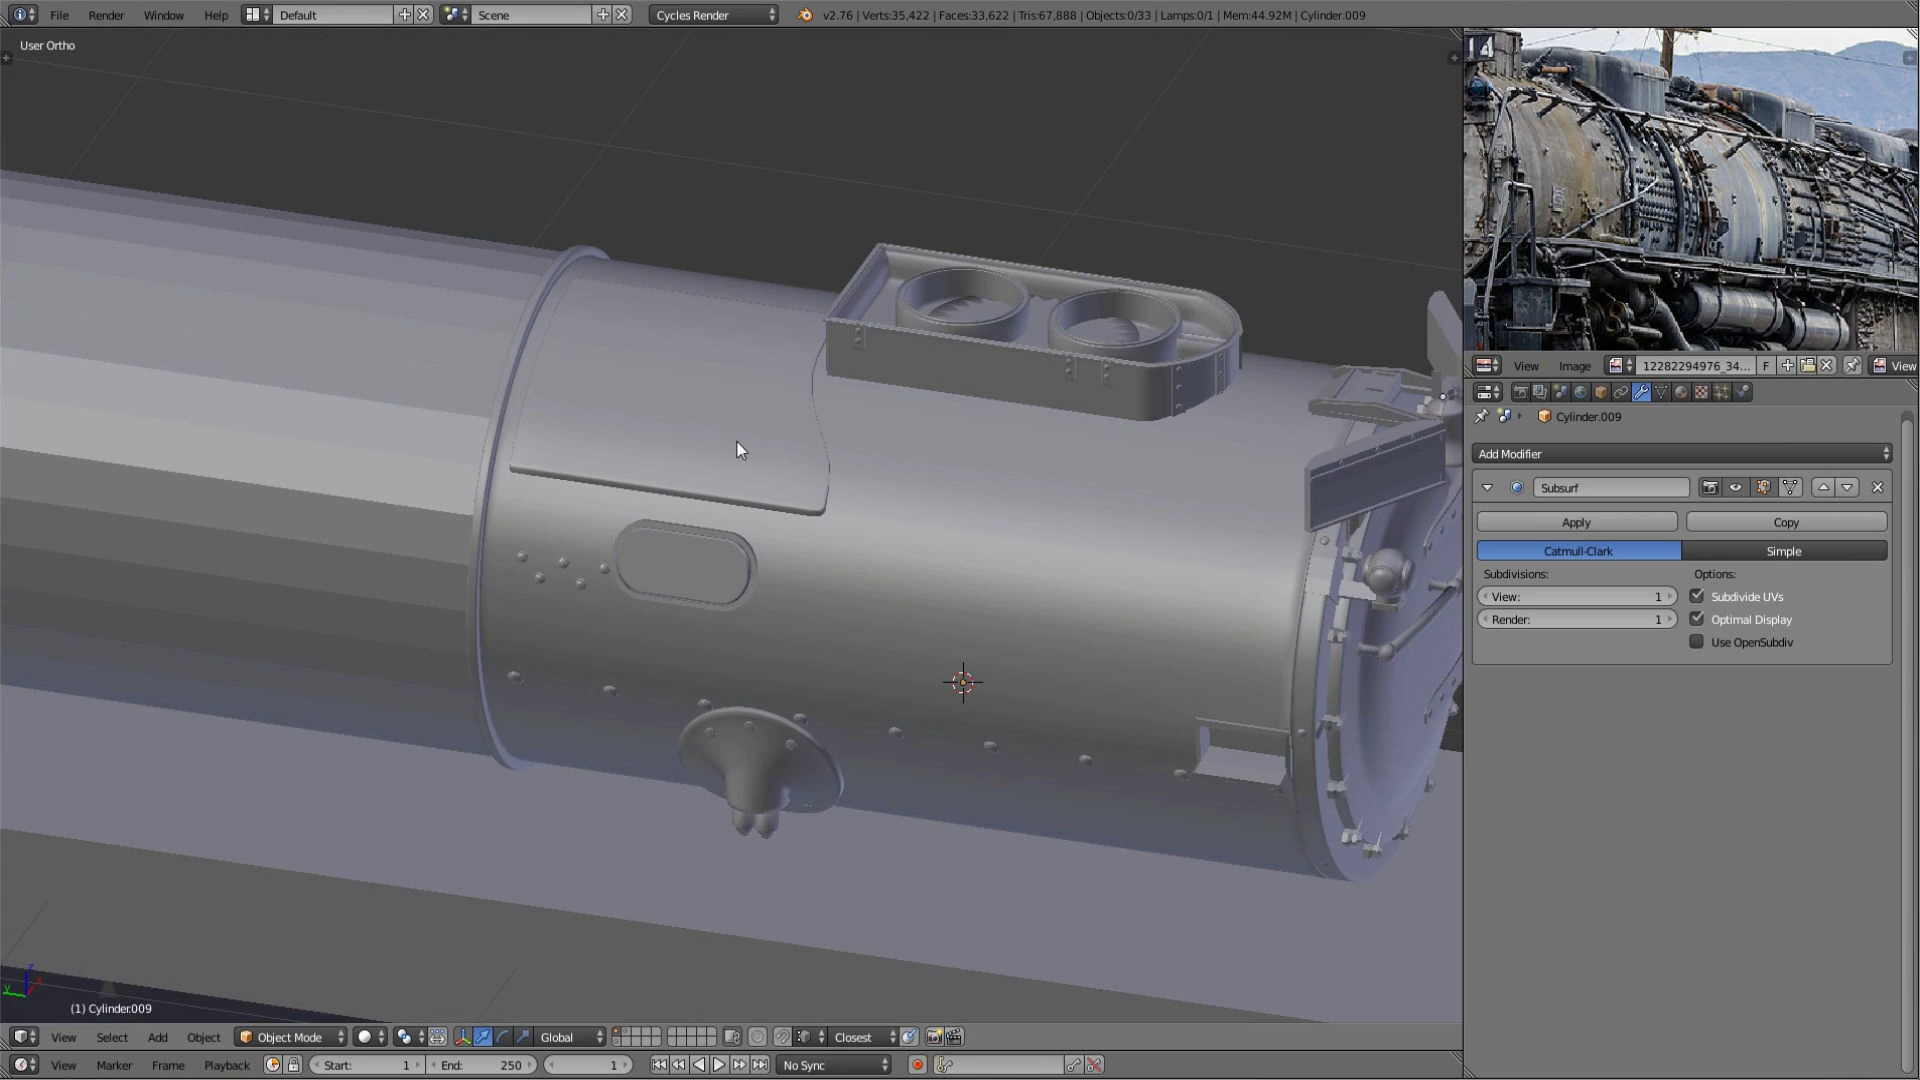 File Render Window Help Default Scene Cycles Render v2.76 | Verts:35,422 | Faces:33,622 | Tris:67,888 | Objects:0/33 | Lamps:0/1 | Mem:44.92M | Cylinder.009
User Ortho
14
View Image 12282294976_34... F View
Cylinder.009
Add Modifier
Subsurf
Apply Copy
Catmull-Clark Simple
Subdivisions: Options:
View: 1 Subdivide UVs
Render: 1 Optimal Display
Use OpenSubdiv
z
y
(1) Cylinder.009
View Select Add Object Object Mode Global Closest
View Marker Frame Playback Start: 1 End: 250 1 No Sync